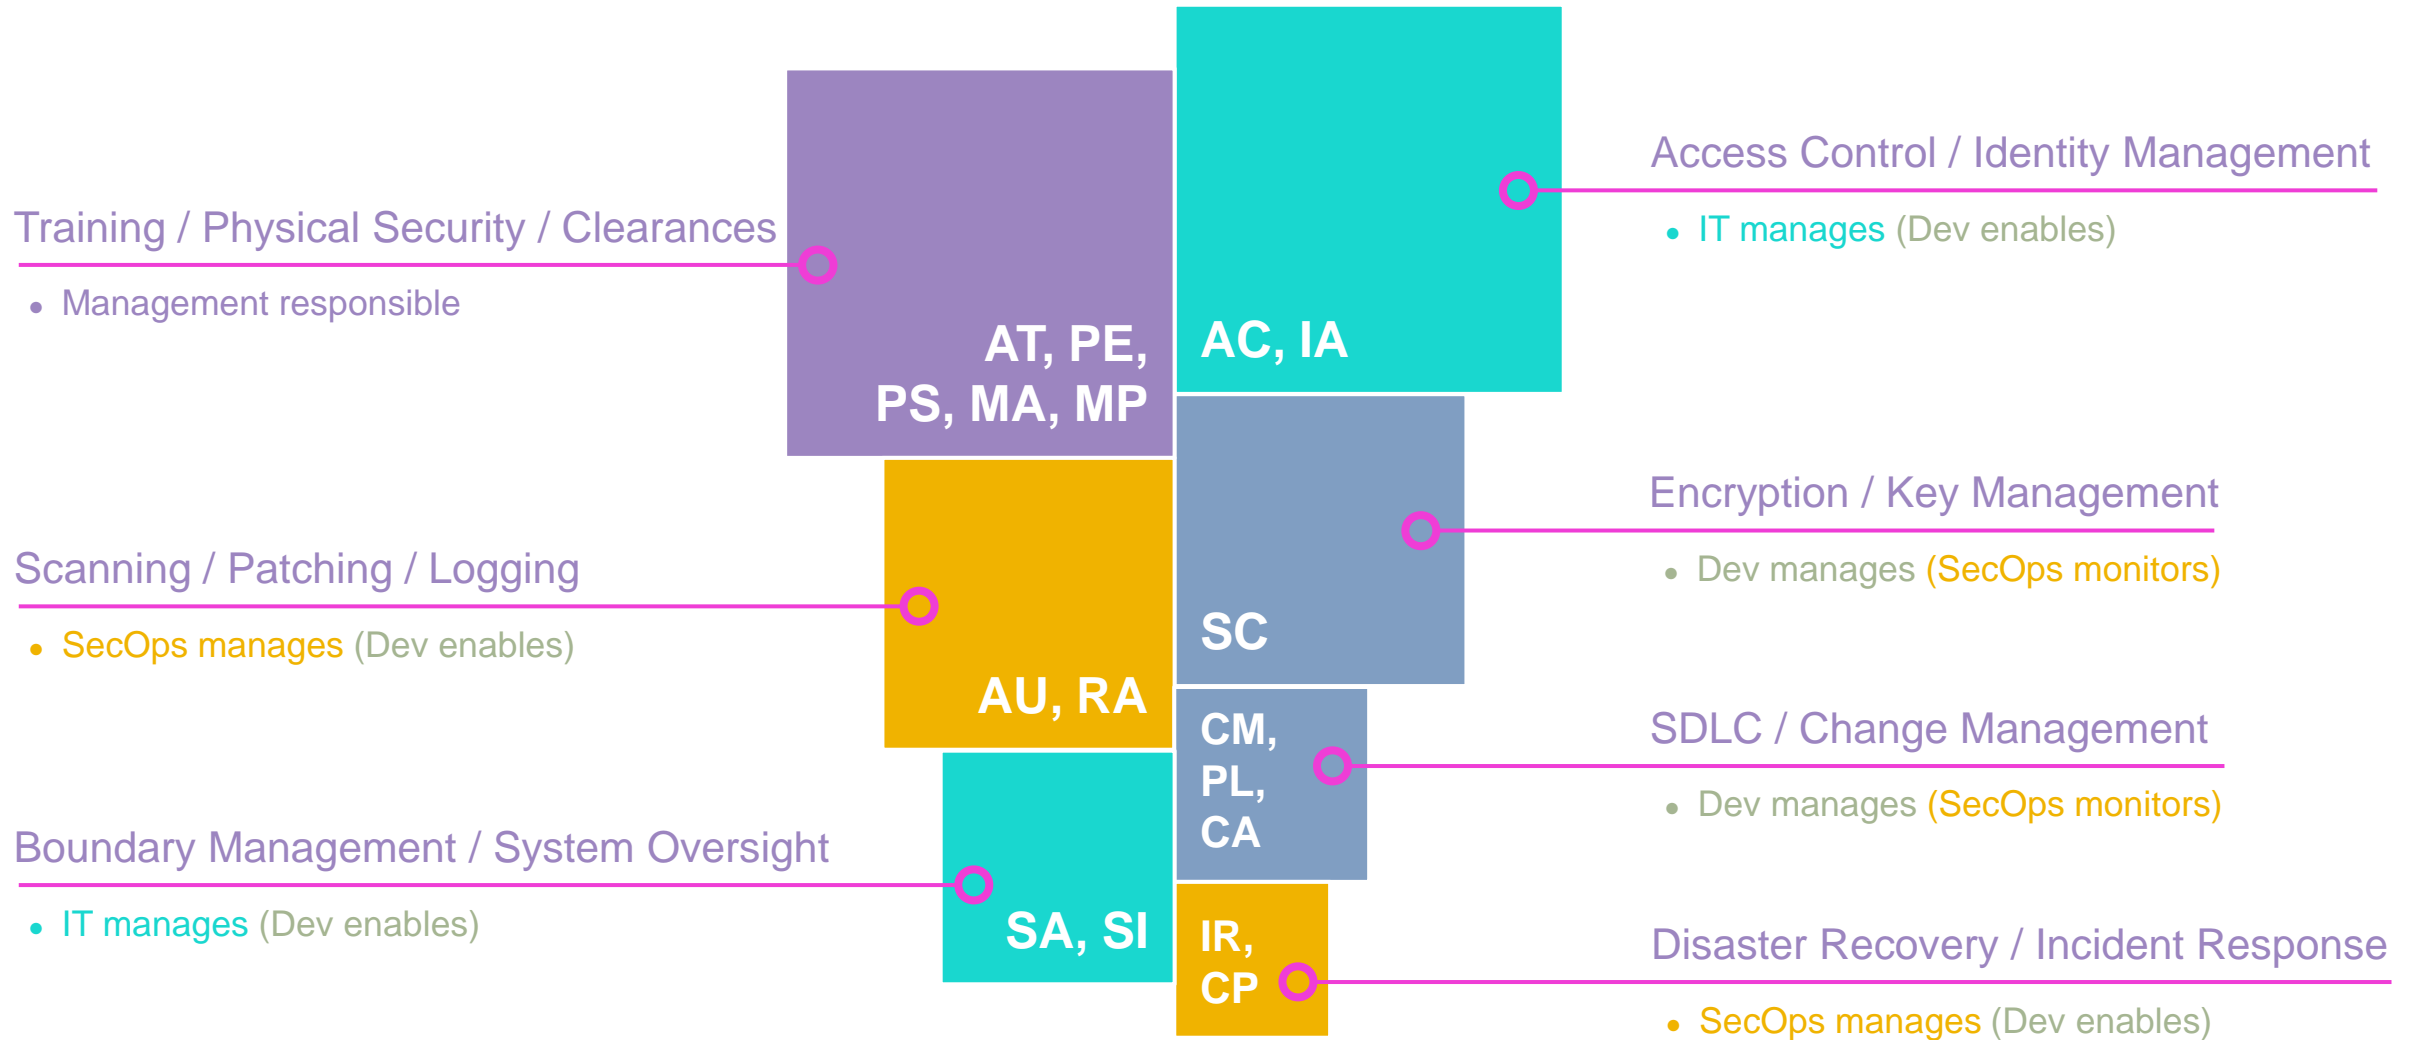 Training / Physical Security / Clearances
• Management responsible
AT, PE,
PS, MA, MP
Scanning / Patching / Logging
• SecOps manages (Dev enables)
AU, RA
Boundary Management / System Oversight
• IT manages (Dev enables)
SA, SI
Access Control / Identity Management
• IT manages (Dev enables)
AC, IA
Encryption / Key Management
• Dev manages (SecOps monitors)
SC
SDLC / Change Management
• Dev manages (SecOps monitors)
CM,
PL,
CA
Disaster Recovery / Incident Response
• SecOps manages (Dev enables)
IR,
CP